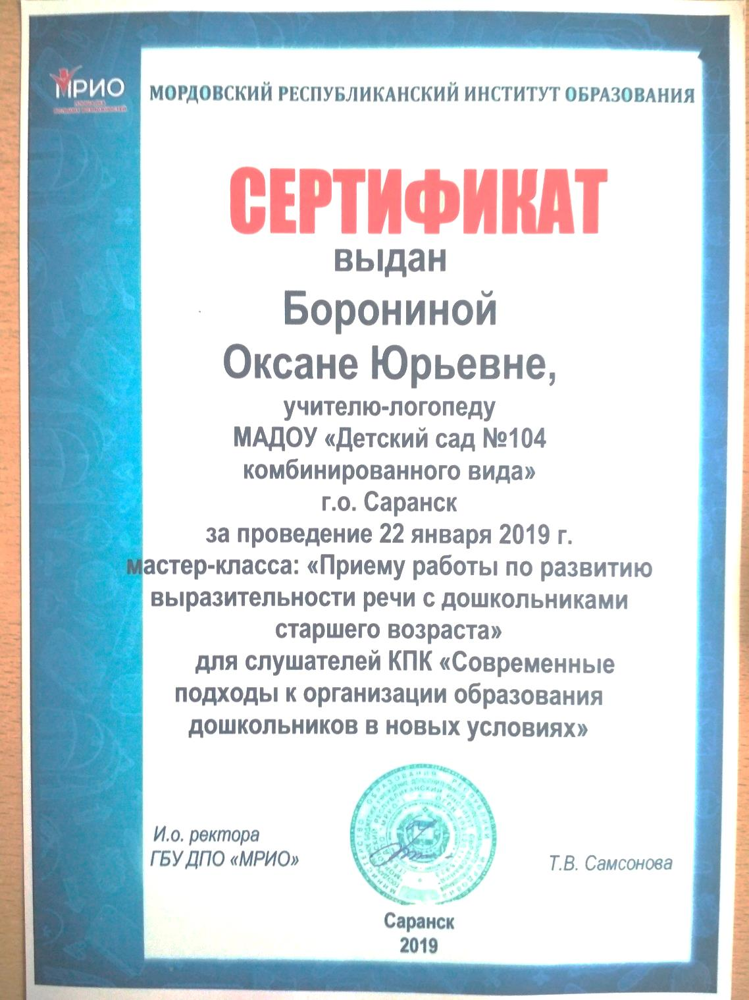 МРИО
МОРДОВСКИЙ РЕСПУБЛИКАНСКИЙ ИНСТИТУТ ОБРАЗОВАНИЯ
СЕРТИФИКАТ
выдан
Борониной
Оксане Юрьевне,
учителю-логопеду
МАДОУ «Детский сад №104
комбинированного вида»
г.о. Саранск
за проведение 22 января 2019 г.
мастер-класса: «Приему работы по развитию
выразительности речи с дошкольниками
старшего возраста»
для слушателей КПК «Современные
подходы к организации образования
дошкольников в новых условиях»
И.о. ректора
ГБУ ДПО «МРИО»
Т.В. Самсонова
Саранск
2019